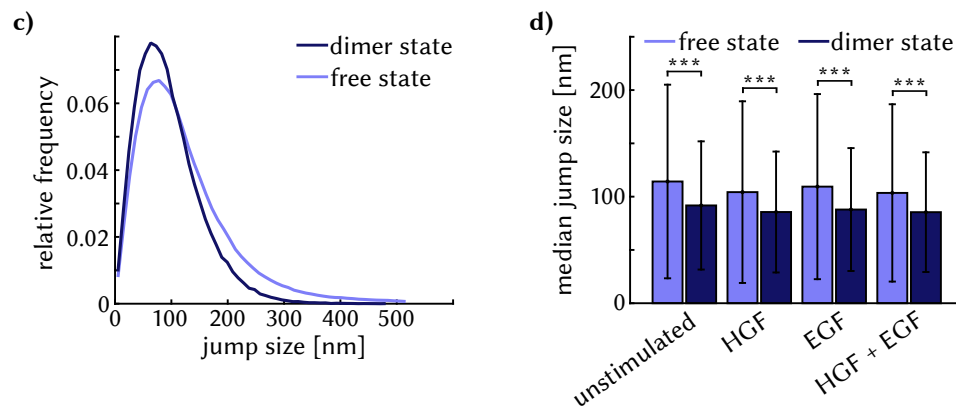 c)
dimer state
free state
relative frequency
0.06
0.04
0.02
0
0 100 200 300 400 500
jump size [nm]
d)
free state dimer state
*** *** *** ***
median jump size [nm]
200
100
0
unstimulated
HGF
EGF
HGF + EGF